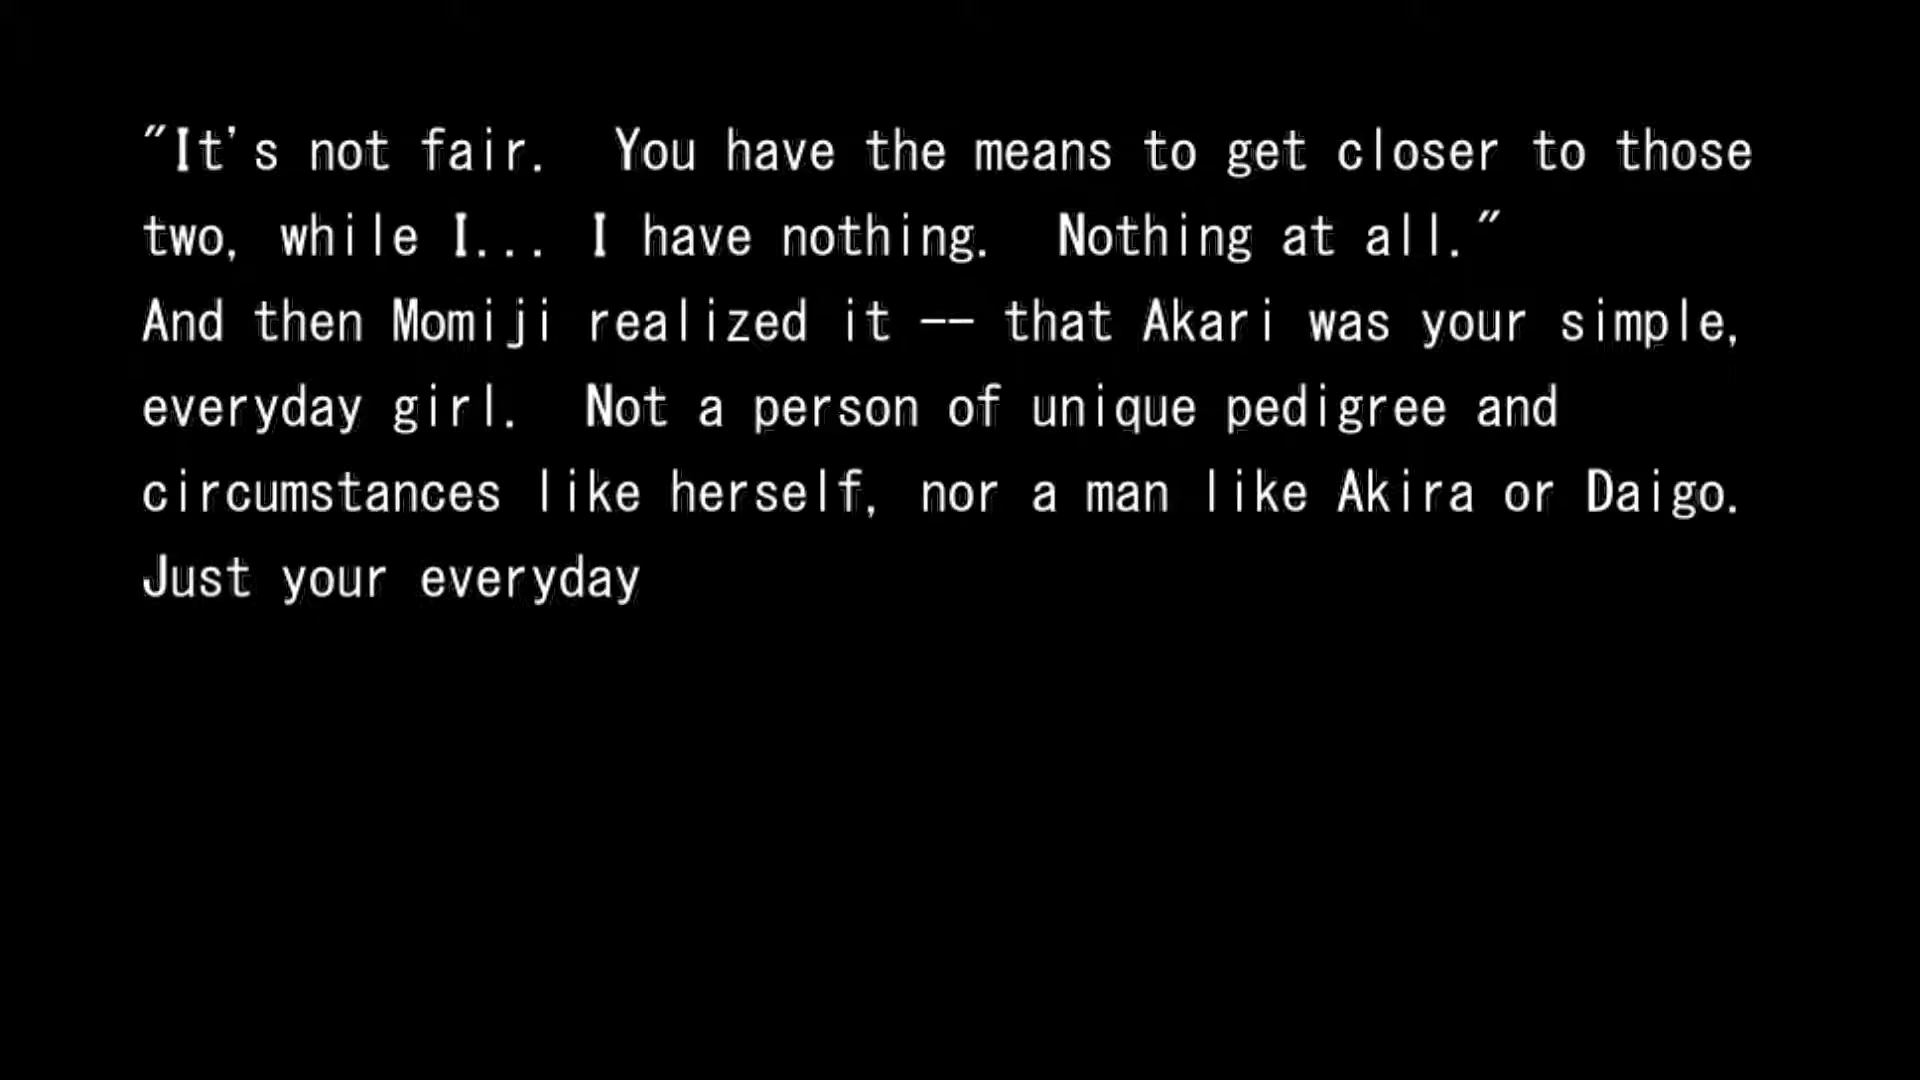 "It's not fair.  You have the means to get closer to those
two, while I... I have nothing.  Nothing at all."
And then Momiji realized it -- that Akari was your simple,
everyday girl.  Not a person of unique pedigree and
circumstances like herself, nor a man like Akira or Daigo.
Just your everyday